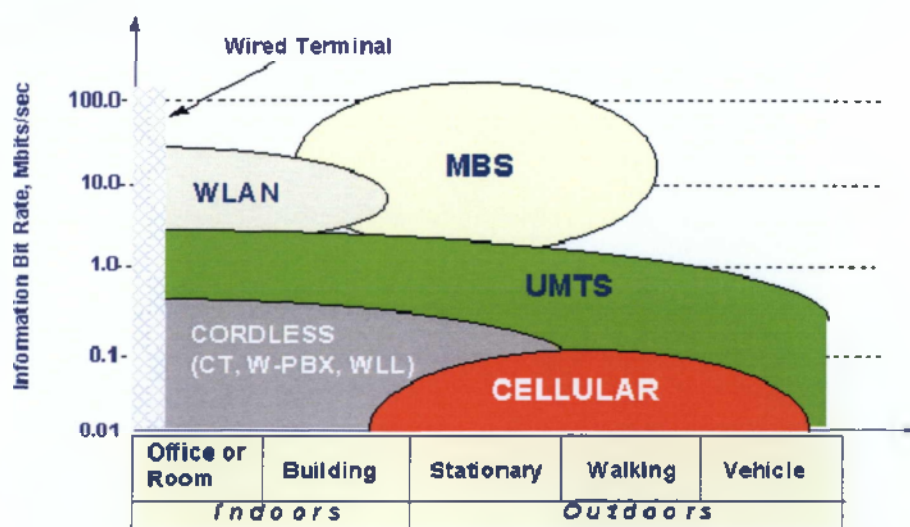 Wired Terminal
Information Bit Rate, Mbits/sec
100.0
10.0
1.0
0.1
0.01
MBS
WLAN
UMTS
CORDLESS
(CT, W-PBX, WLL)
CELLULAR
Office or
Room
Building
Stationary
Walking
Vehicle
Indoors
Outdoors